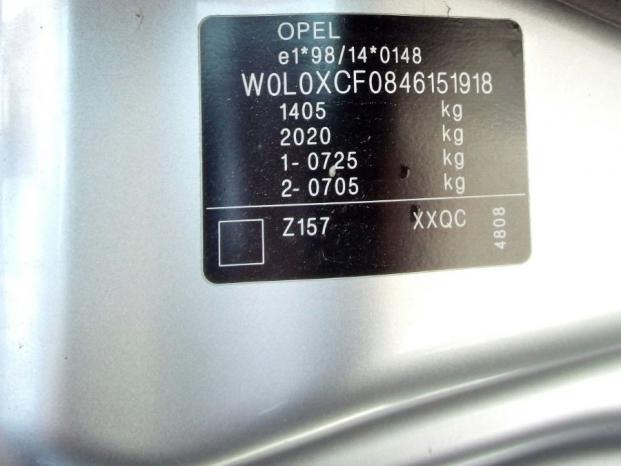 OPEL
e1*98/14*0148
W0L0XCF0846151918
1405 kg
2020 kg
1- 0725 kg
2- 0705 kg
Z157 XXQC 4808